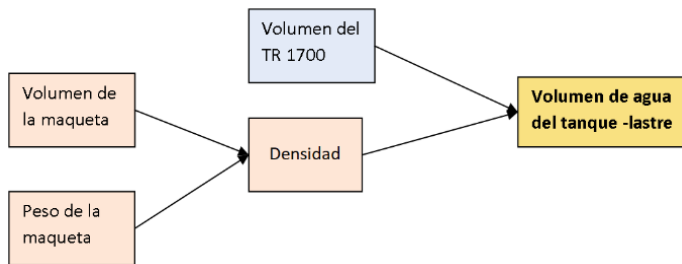 Volumen del
TR 1700
Volumen de
la maqueta
Volumen de agua
del tanque -lastre
Densidad
Peso de la
maqueta